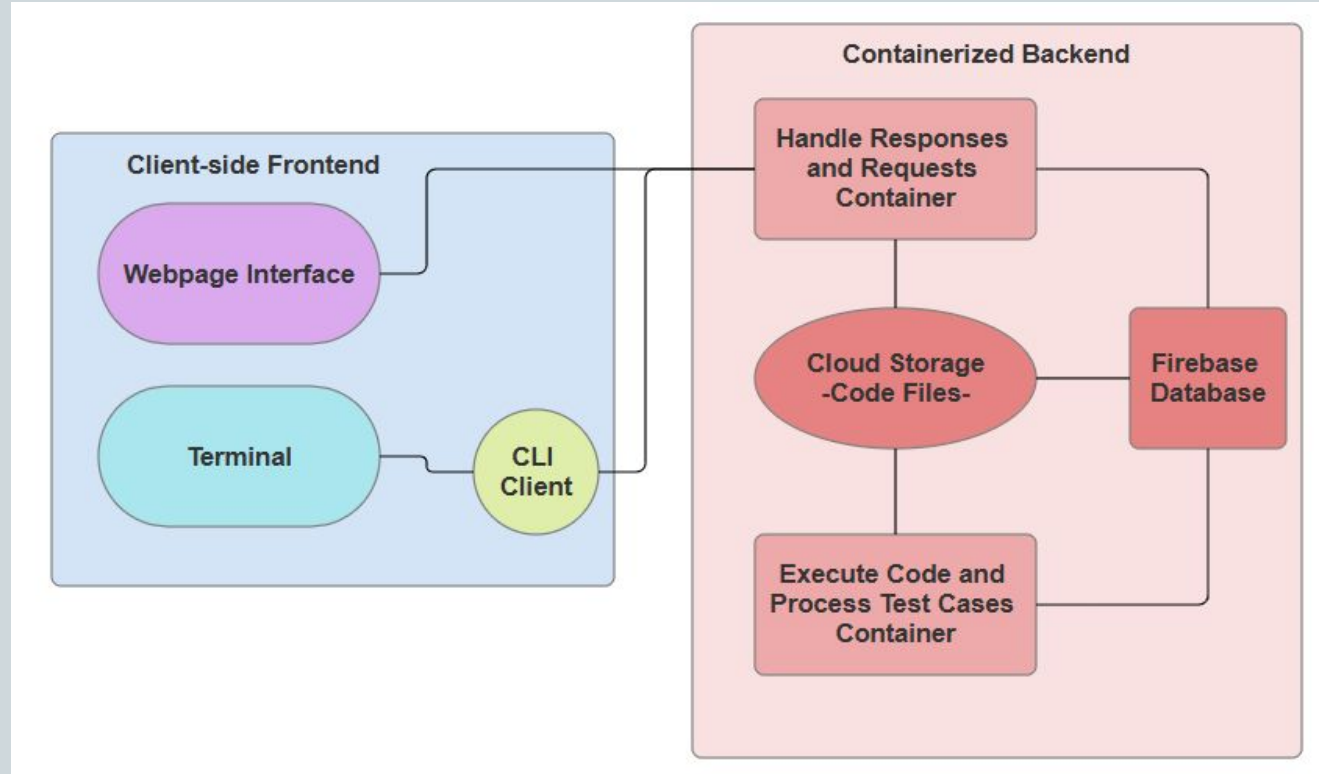 Containerized Backend
Handle Responses
and Requests
Container
Client-side Frontend
Webpage Interface
Terminal
CLI
Client
Cloud Storage
-Code Files-
Firebase
Database
Execute Code and
Process Test Cases
Container